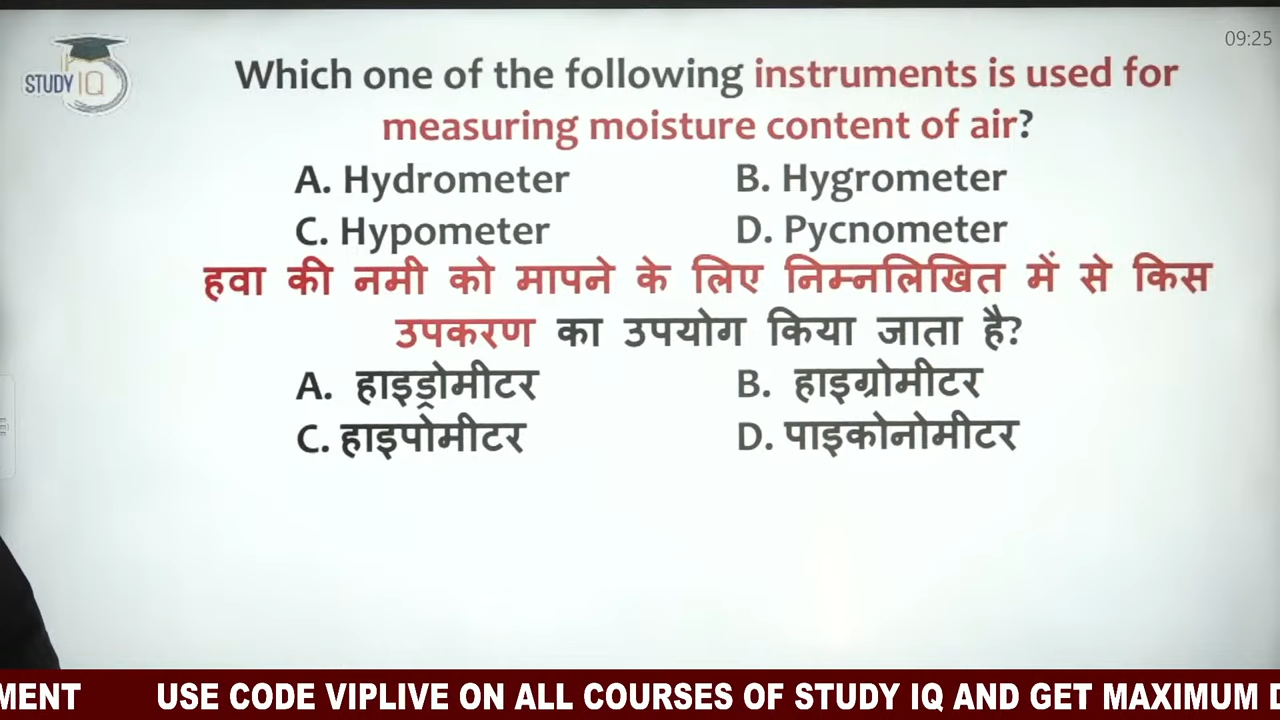 09:25
STUDY IQ
Which one of the following instruments is used for
measuring moisture content of air?
A. Hydrometer B. Hygrometer
C. Hypometer D. Pycnometer
हवा की नमी को मापने के लिए निम्नलिखित में से किस
उपकरण का उपयोग किया जाता है?
A. हाइड्रोमीटर B. हाइग्रोमीटर
C. हाइपोमीटर D. पाइकोनोमीटर
MENT USE CODE VIPLIVE ON ALL COURSES OF STUDY IQ AND GET MAXIMUM D